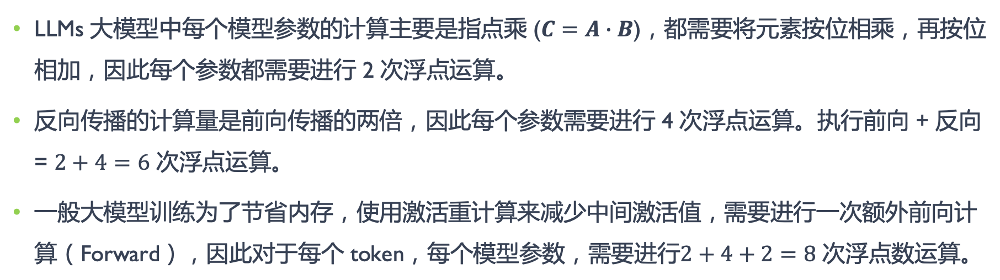 • LLMs 大模型中每个模型参数的计算主要是指点乘 (C = A · B)，都需要将元素按位相乘，再按位
相加，因此每个参数都需要进行 2 次浮点运算。
• 反向传播的计算量是前向传播的两倍，因此每个参数需要进行 4 次浮点运算。执行前向 + 反向
= 2 + 4 = 6 次浮点运算。
• 一般大模型训练为了节省内存，使用激活重计算来减少中间激活值，需要进行一次额外前向计
算（Forward），因此对于每个 token，每个模型参数，需要进行2 + 4 + 2 = 8 次浮点数运算。